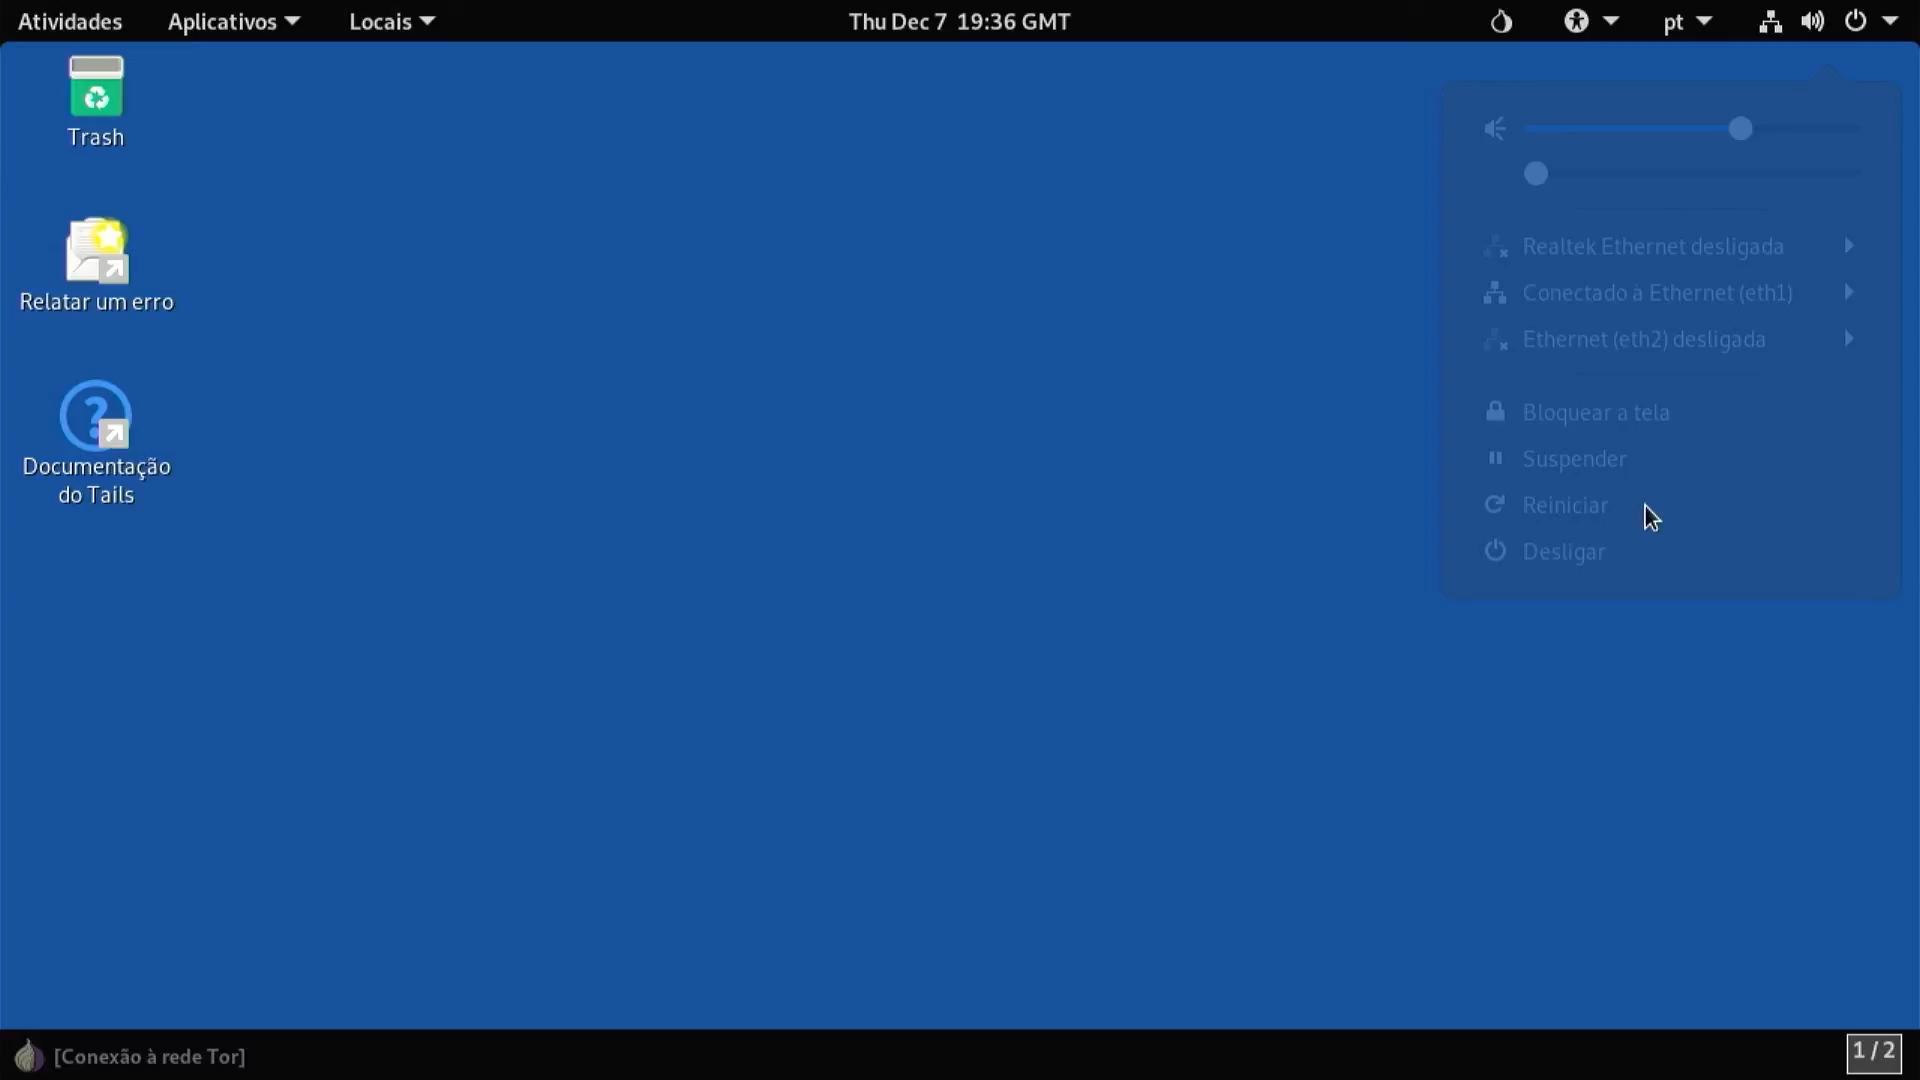 Atividades
Aplicativos
Locais
Thu Dec 7 19:36 GMT
pt
Trash
Relatar um erro
Documentação
do Tails
Realtek Ethernet desligada
Conectado à Ethernet (eth1)
Ethernet (eth2) desligada
Bloquear a tela
Suspender
Reiniciar
Desligar
[Conexão à rede Tor]
1 / 2